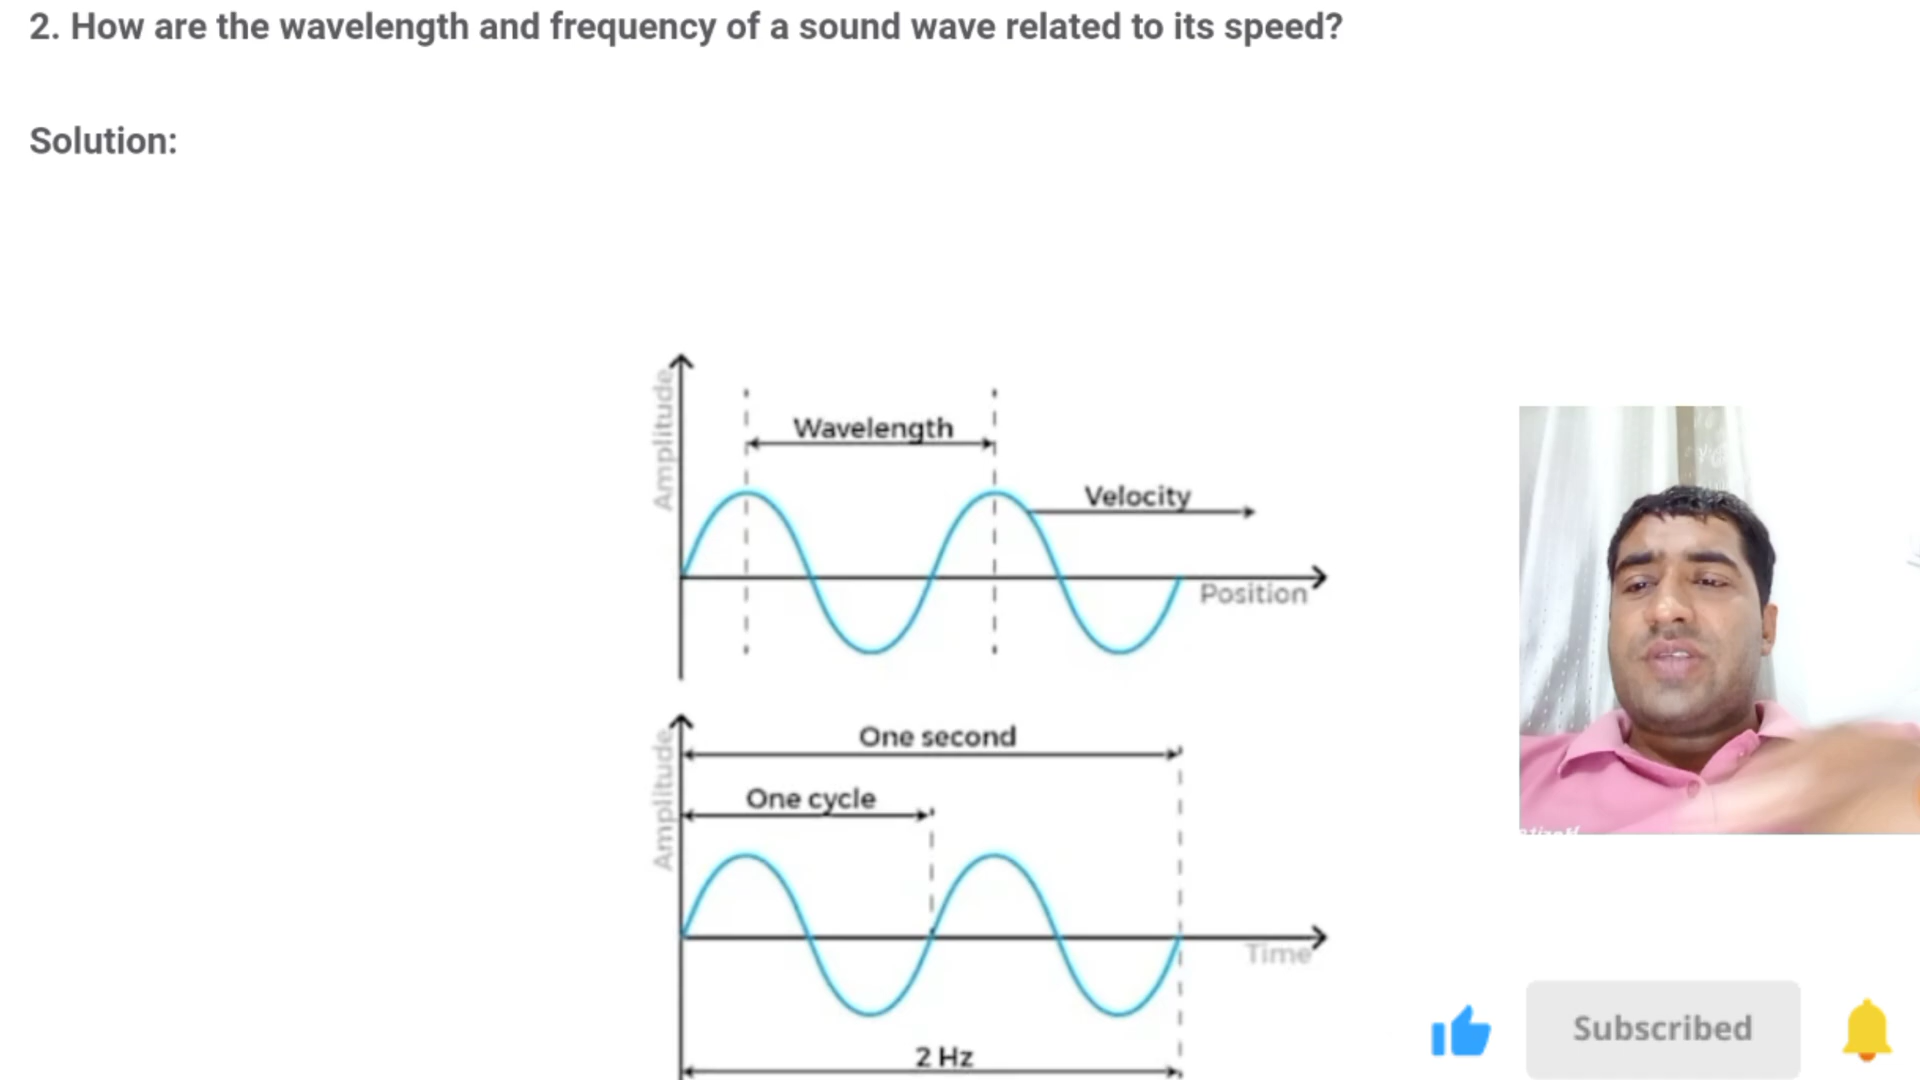 2. How are the wavelength and frequency of a sound wave related to its speed?
Solution:
Amplitude
Wavelength
Velocity
Position
Amplitude
One second
One cycle
Time
2 Hz
Subscribed